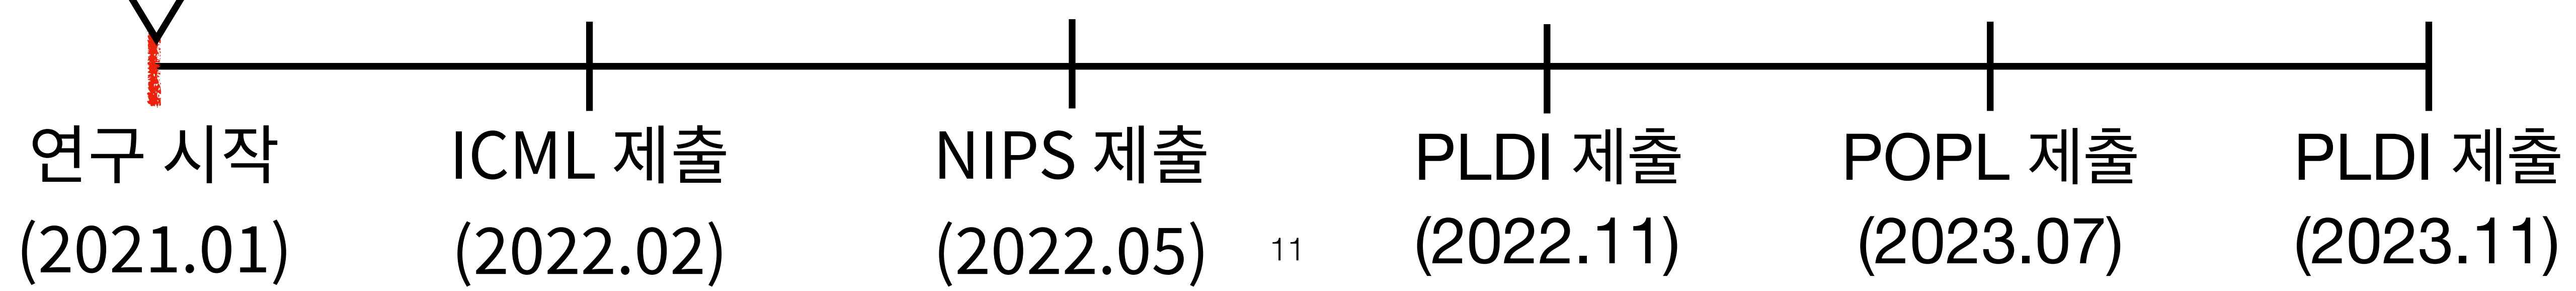 연구 시작 ICML 제출 NIPS 제출 PLDI 제출 POPL 제출 PLDI 제출
(2021.01) (2022.02) (2022.05) 11 (2022.11) (2023.07) (2023.11)